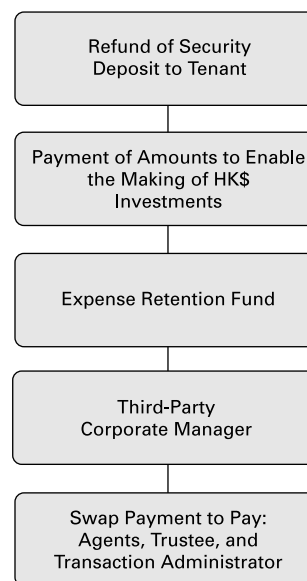 Refund of Security
Deposit to Tenant
Payment of Amounts to Enable
the Making of HK$
Investments
Expense Retention Fund
Third-Party
Corporate Manager
Swap Payment to Pay:
Agents, Trustee, and
Transaction Administrator